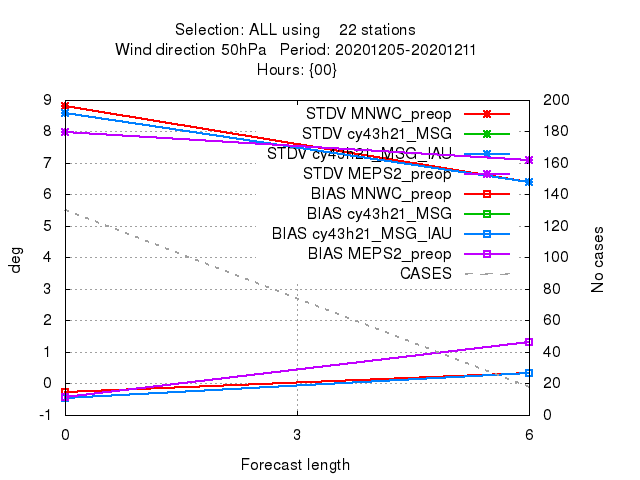 Selection: ALL using 22 stations
Wind direction 50hPa Period: 20201205-20201211
Hours: {00}
9 200
8 180
7 160
6 140
5 120
4 100
3 80
2 60
1 40
0 20
-1 0
deg
No cases
STDV MNWC_preop
STDV cy43h21_MSG
STDV cy43h21_MSG_IAU
STDV MEPS2_preop
BIAS MNWC_preop
BIAS cy43h21_MSG
BIAS cy43h21_MSG_IAU
BIAS MEPS2_preop
CASES
0 3 6
Forecast length